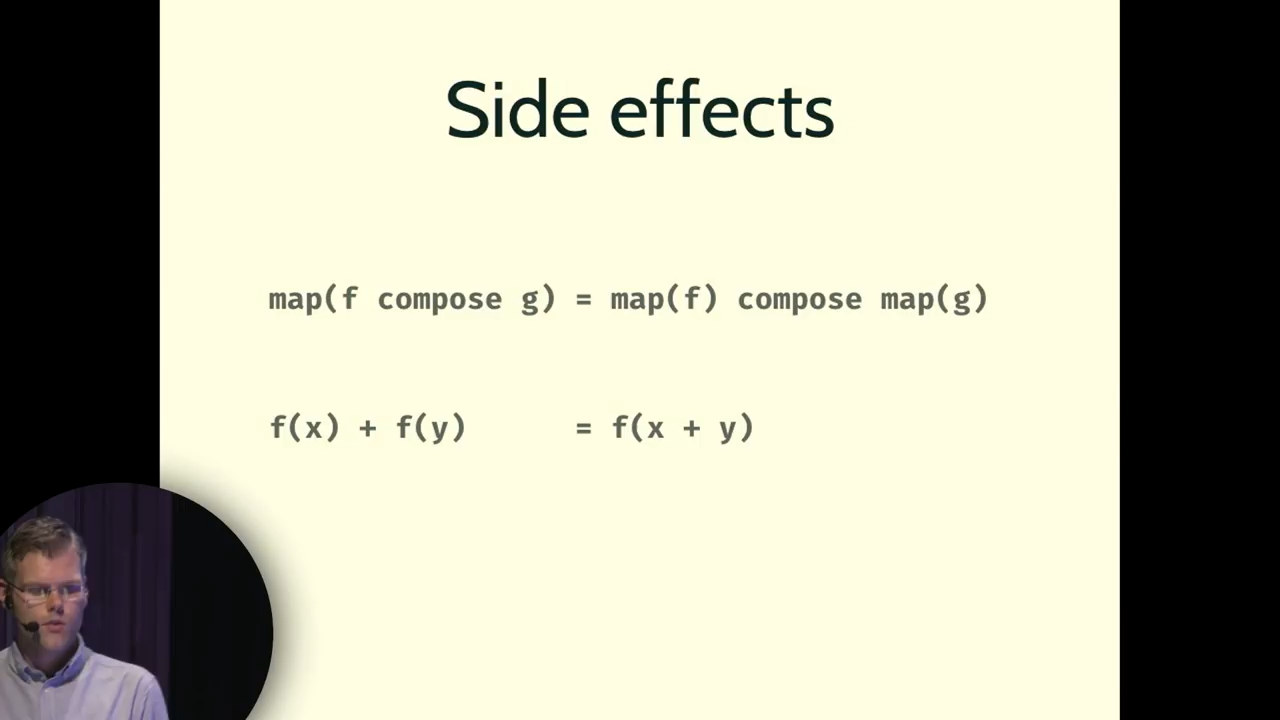 Side effects
map(f compose g) = map(f) compose map(g)
f(x) + f(y) = f(x + y)